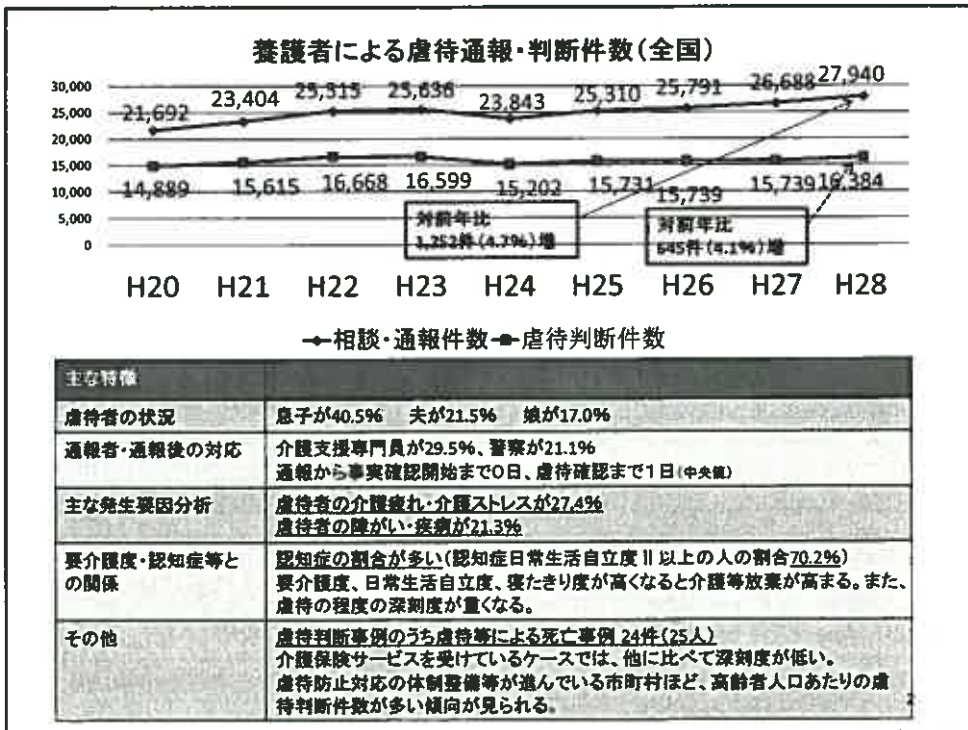 養護者による虐待通報・判断件数(全国)
30,000
25,000
20,000
15,000
10,000
5,000
0
21,692
23,404
25,315
25,636
23,843
25,310
25,791
26,688
27,940
14,889
15,615
16,668
16,599
15,202
15,731
15,739
15,739
16,384
対前年比
1,252件(4.7%)増
対前年比
645件(4.1%)増
H20 H21 H22 H23 H24 H25 H26 H27 H28
相談・通報件数 虐待判断件数
主な特徴
虐待者の状況
息子が40.5% 夫が21.5% 娘が17.0%
通報者・通報後の対応
介護支援専門員が29.5%、警察が21.1%
通報から事実確認開始まで0日、虐待確認まで1日(中央値)
主な発生要因分析
虐待者の介護疲れ・介護ストレスが27.4%
虐待者の障がい・疾病が21.3%
要介護度・認知症等と
の関係
認知症の割合が多い(認知症日常生活自立度Ⅱ以上の人の割合70.2%)
要介護度、日常生活自立度、寝たきり度が高くなると介護等放棄が高まる。また、
虐待の程度の深刻度が重くなる。
その他
虐待判断事例のうち虐待等による死亡事例 24件(25人)
介護保険サービスを受けているケースでは、他に比べて深刻度が低い。
虐待防止対応の体制整備等が進んでいる市町村ほど、高齢者人口あたりの虐
待判断件数が多い傾向が見られる。
2